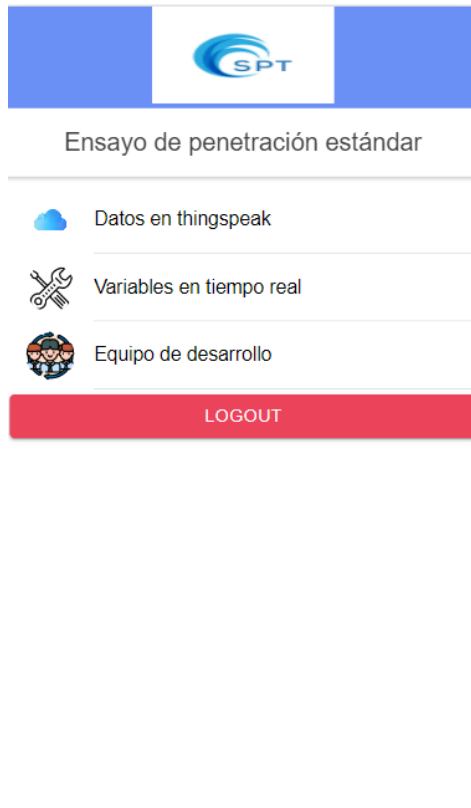 SPT
Ensayo de penetración estándar
Datos en thingspeak
Variables en tiempo real
Equipo de desarrollo
LOGOUT